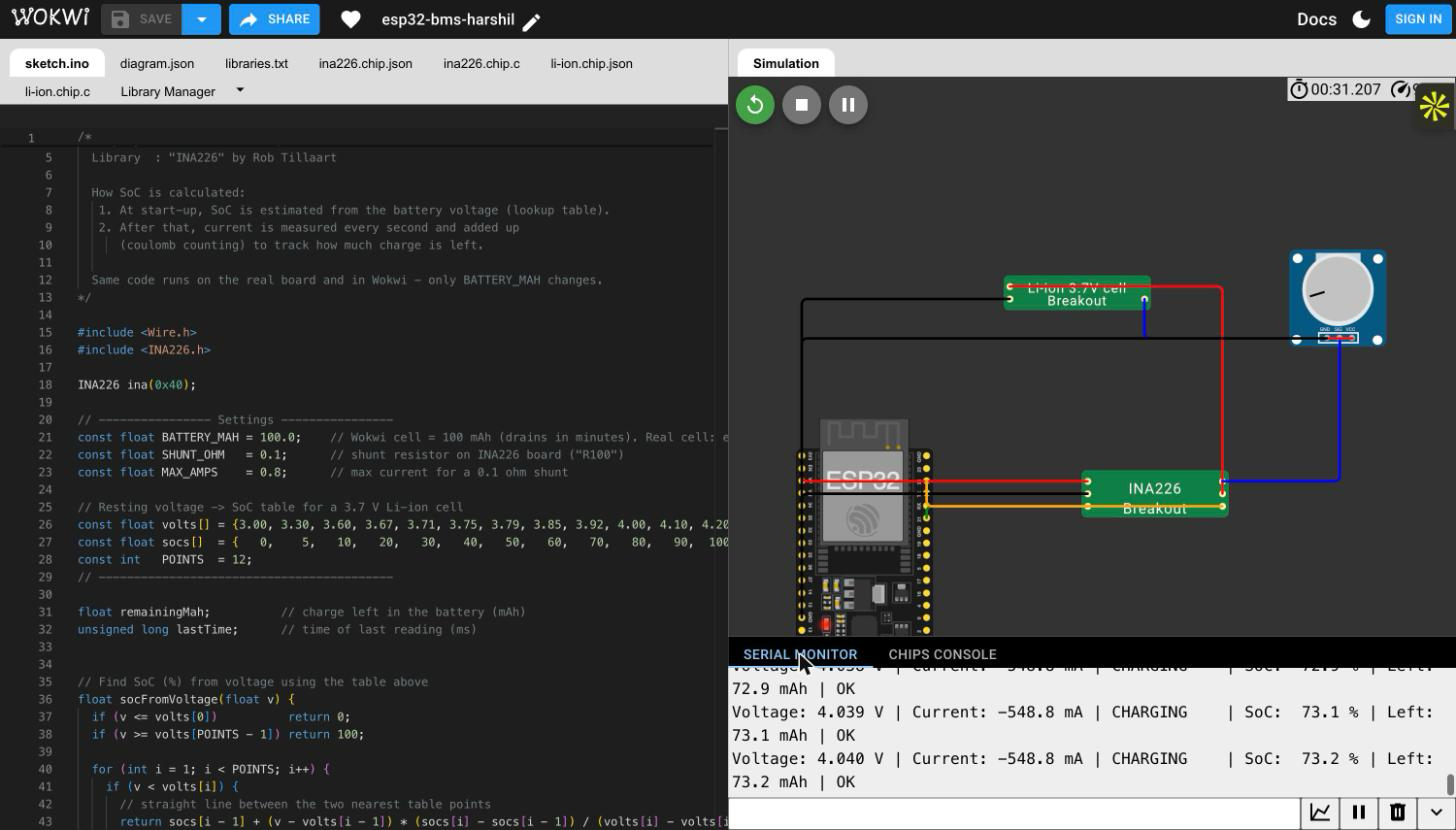 WOKWI SAVE SHARE esp32-bms-harshil Docs SIGN IN
sketch.ino diagram.json libraries.txt ina226.chip.json ina226.chip.c li-ion.chip.json
li-ion.chip.c Library Manager
1 /*
5 Library  : "INA226" by Rob Tillaart
6
7 How SoC is calculated:
8 1. At start-up, SoC is estimated from the battery voltage (lookup table).
9 2. After that, current is measured every second and added up
10 (coulomb counting) to track how much charge is left.
11
12 Same code runs on the real board and in Wokwi – only BATTERY_MAH changes.
13 */
14
15 #include <Wire.h>
16 #include <INA226.h>
17
18 INA226 ina(0x40);
19
20 // ———————————————— Settings ————————————————
21 const float BATTERY_MAH = 100.0;    // Wokwi cell = 100 mAh (drains in minutes). Real cell: e
22 const float SHUNT_OHM   = 0.1;      // shunt resistor on INA226 board ("R100")
23 const float MAX_AMPS    = 0.8;      // max current for a 0.1 ohm shunt
24
25 // Resting voltage -> SoC table for a 3.7 V Li-ion cell
26 const float volts[] = {3.00, 3.30, 3.60, 3.67, 3.71, 3.75, 3.79, 3.85, 3.92, 4.00, 4.10, 4.20
27 const float socs[]  = {   0,    5,   10,   20,   30,   40,   50,   60,   70,   80,   90,  100
28 const int   POINTS  = 12;
29 // ——————————————————————————————————————————
30
31 float remainingMah;          // charge left in the battery (mAh)
32 unsigned long lastTime;      // time of last reading (ms)
33
34
35 // Find SoC (%) from voltage using the table above
36 float socFromVoltage(float v) {
37 if (v <= volts[0])          return 0;
38 if (v >= volts[POINTS - 1]) return 100;
39
40 for (int i = 1; i < POINTS; i++) {
41 if (v < volts[i]) {
42 // straight line between the two nearest table points
43 return socs[i - 1] + (v - volts[i - 1]) * (socs[i] - socs[i - 1]) / (volts[i] - volts[i
Simulation
00:31.207
Li-ion 3.7V cell
Breakout
GND SIG VCC
ESP32
INA226
Breakout
SERIAL MONITOR CHIPS CONSOLE
Voltage: 4.038 V | Current: -548.8 mA | CHARGING    | SoC:  72.9 % | Left:
72.9 mAh | OK
Voltage: 4.039 V | Current: -548.8 mA | CHARGING    | SoC:  73.1 % | Left:
73.1 mAh | OK
Voltage: 4.040 V | Current: -548.8 mA | CHARGING    | SoC:  73.2 % | Left:
73.2 mAh | OK